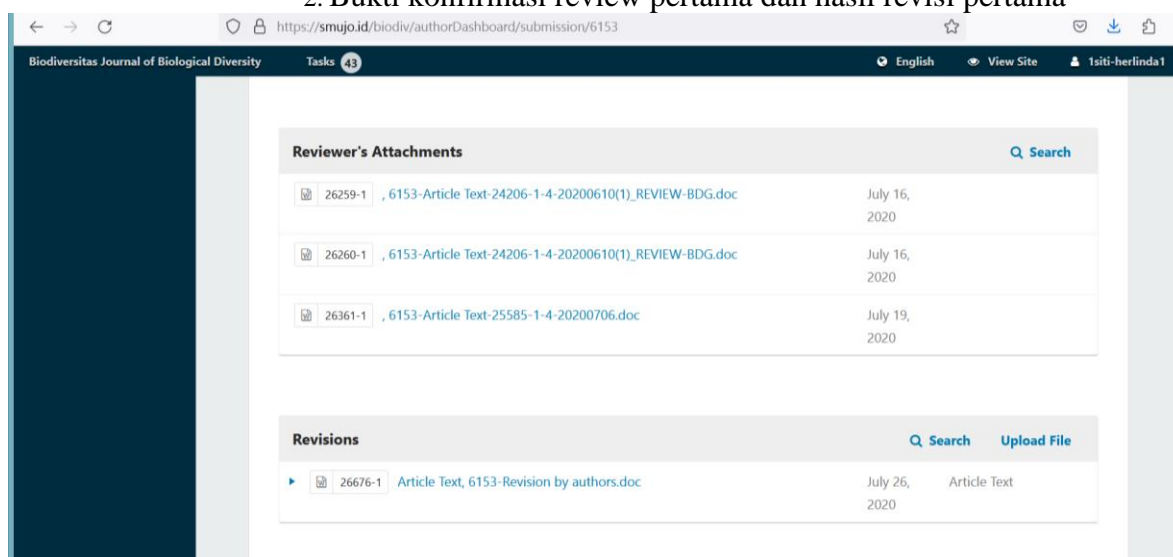 2. Bukti konfirmasi review pertama dan hasil revisi pertama
https://smujo.id/biodiv/authorDashboard/submission/6153
Biodiversitas Journal of Biological Diversity Tasks 43 English View Site 1siti-herlinda1
Reviewer's Attachments Search
26259-1 , 6153-Article Text-24206-1-4-20200610(1)_REVIEW-BDG.doc July 16,
2020
26260-1 , 6153-Article Text-24206-1-4-20200610(1)_REVIEW-BDG.doc July 16,
2020
26361-1 , 6153-Article Text-25585-1-4-20200706.doc July 19,
2020
Revisions Search Upload File
26676-1 Article Text, 6153-Revision by authors.doc July 26, Article Text
2020